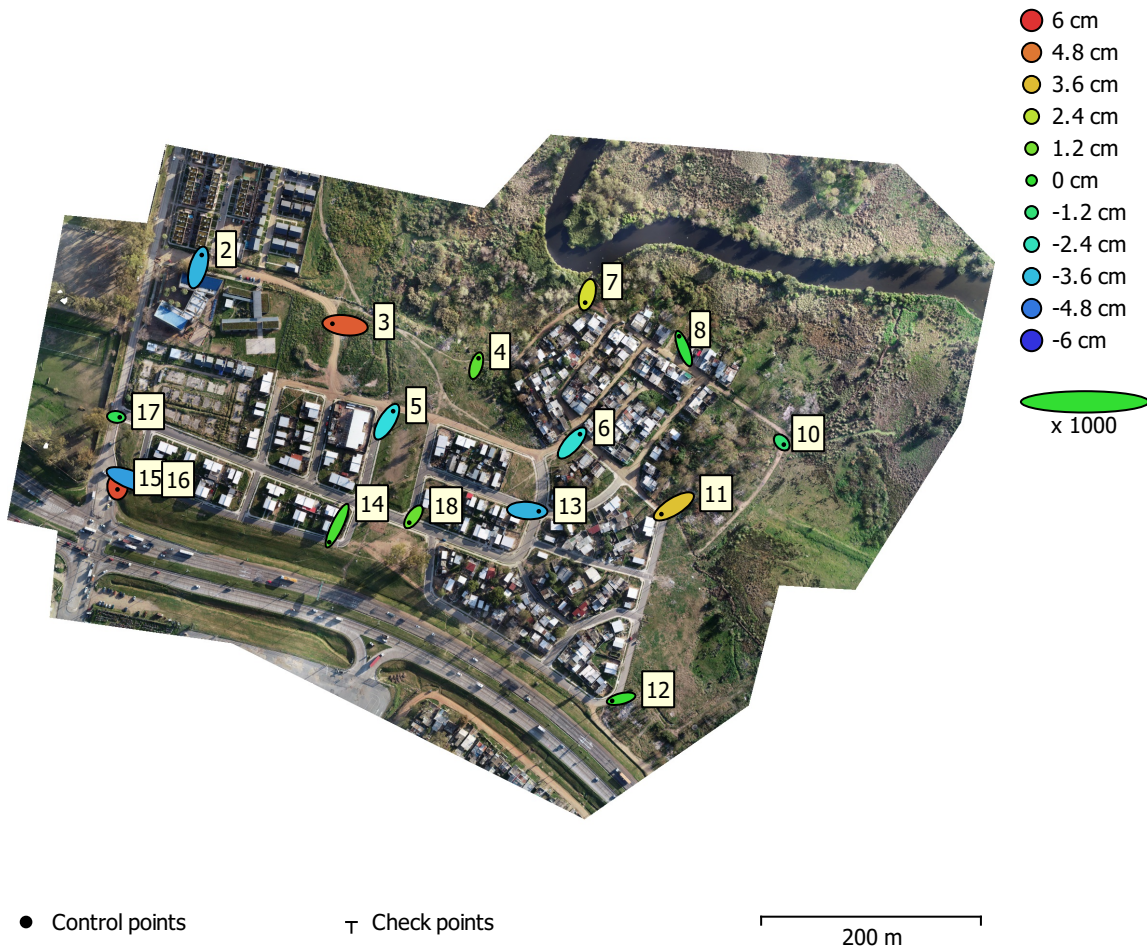 6 cm
4.8 cm
3.6 cm
2.4 cm
1.2 cm
0 cm
-1.2 cm
-2.4 cm
-3.6 cm
-4.8 cm
-6 cm
x 1000
2
3
7
8
4
5
17
6
10
15 16
11
14
18
13
12
Control points
Check points
200 m